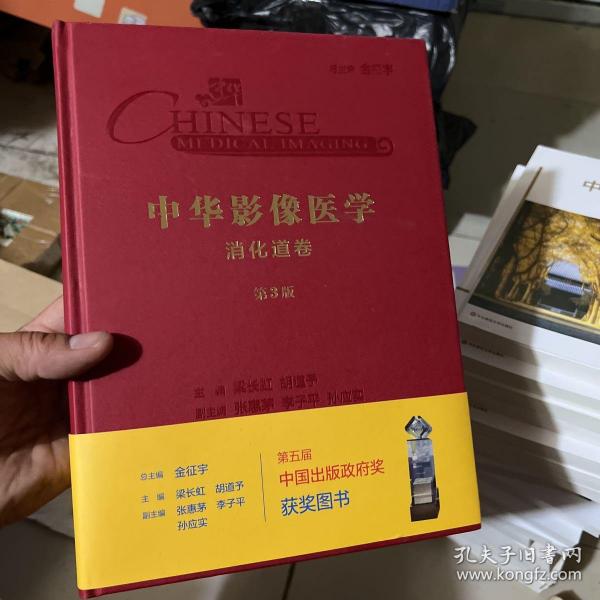 总主编 金征宇
CHINESE
MEDICAL IMAGING
中华影像医学
消化道卷
第3版
主 编 梁长虹 胡道予
副主编 张惠茅 李子平 孙应实
总主编 金征宇
主 编 梁长虹 胡道予
副主编 张惠茅 李子平
孙应实
第五届
中国出版政府奖
获奖图书
中
孔夫子旧书网
www.kongfz.com